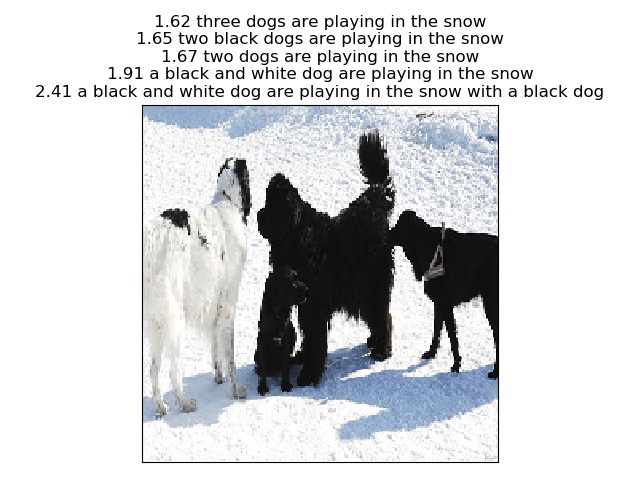 1.62 three dogs are playing in the snow
1.65 two black dogs are playing in the snow
1.67 two dogs are playing in the snow
1.91 a black and white dog are playing in the snow
2.41 a black and white dog are playing in the snow with a black dog